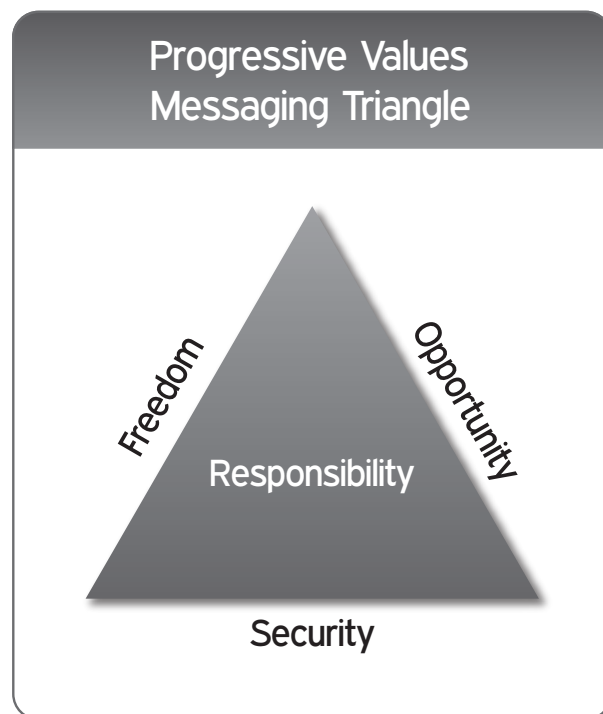 Progressive Values
Messaging Triangle
Freedom
Opportunity
Responsibility
Security